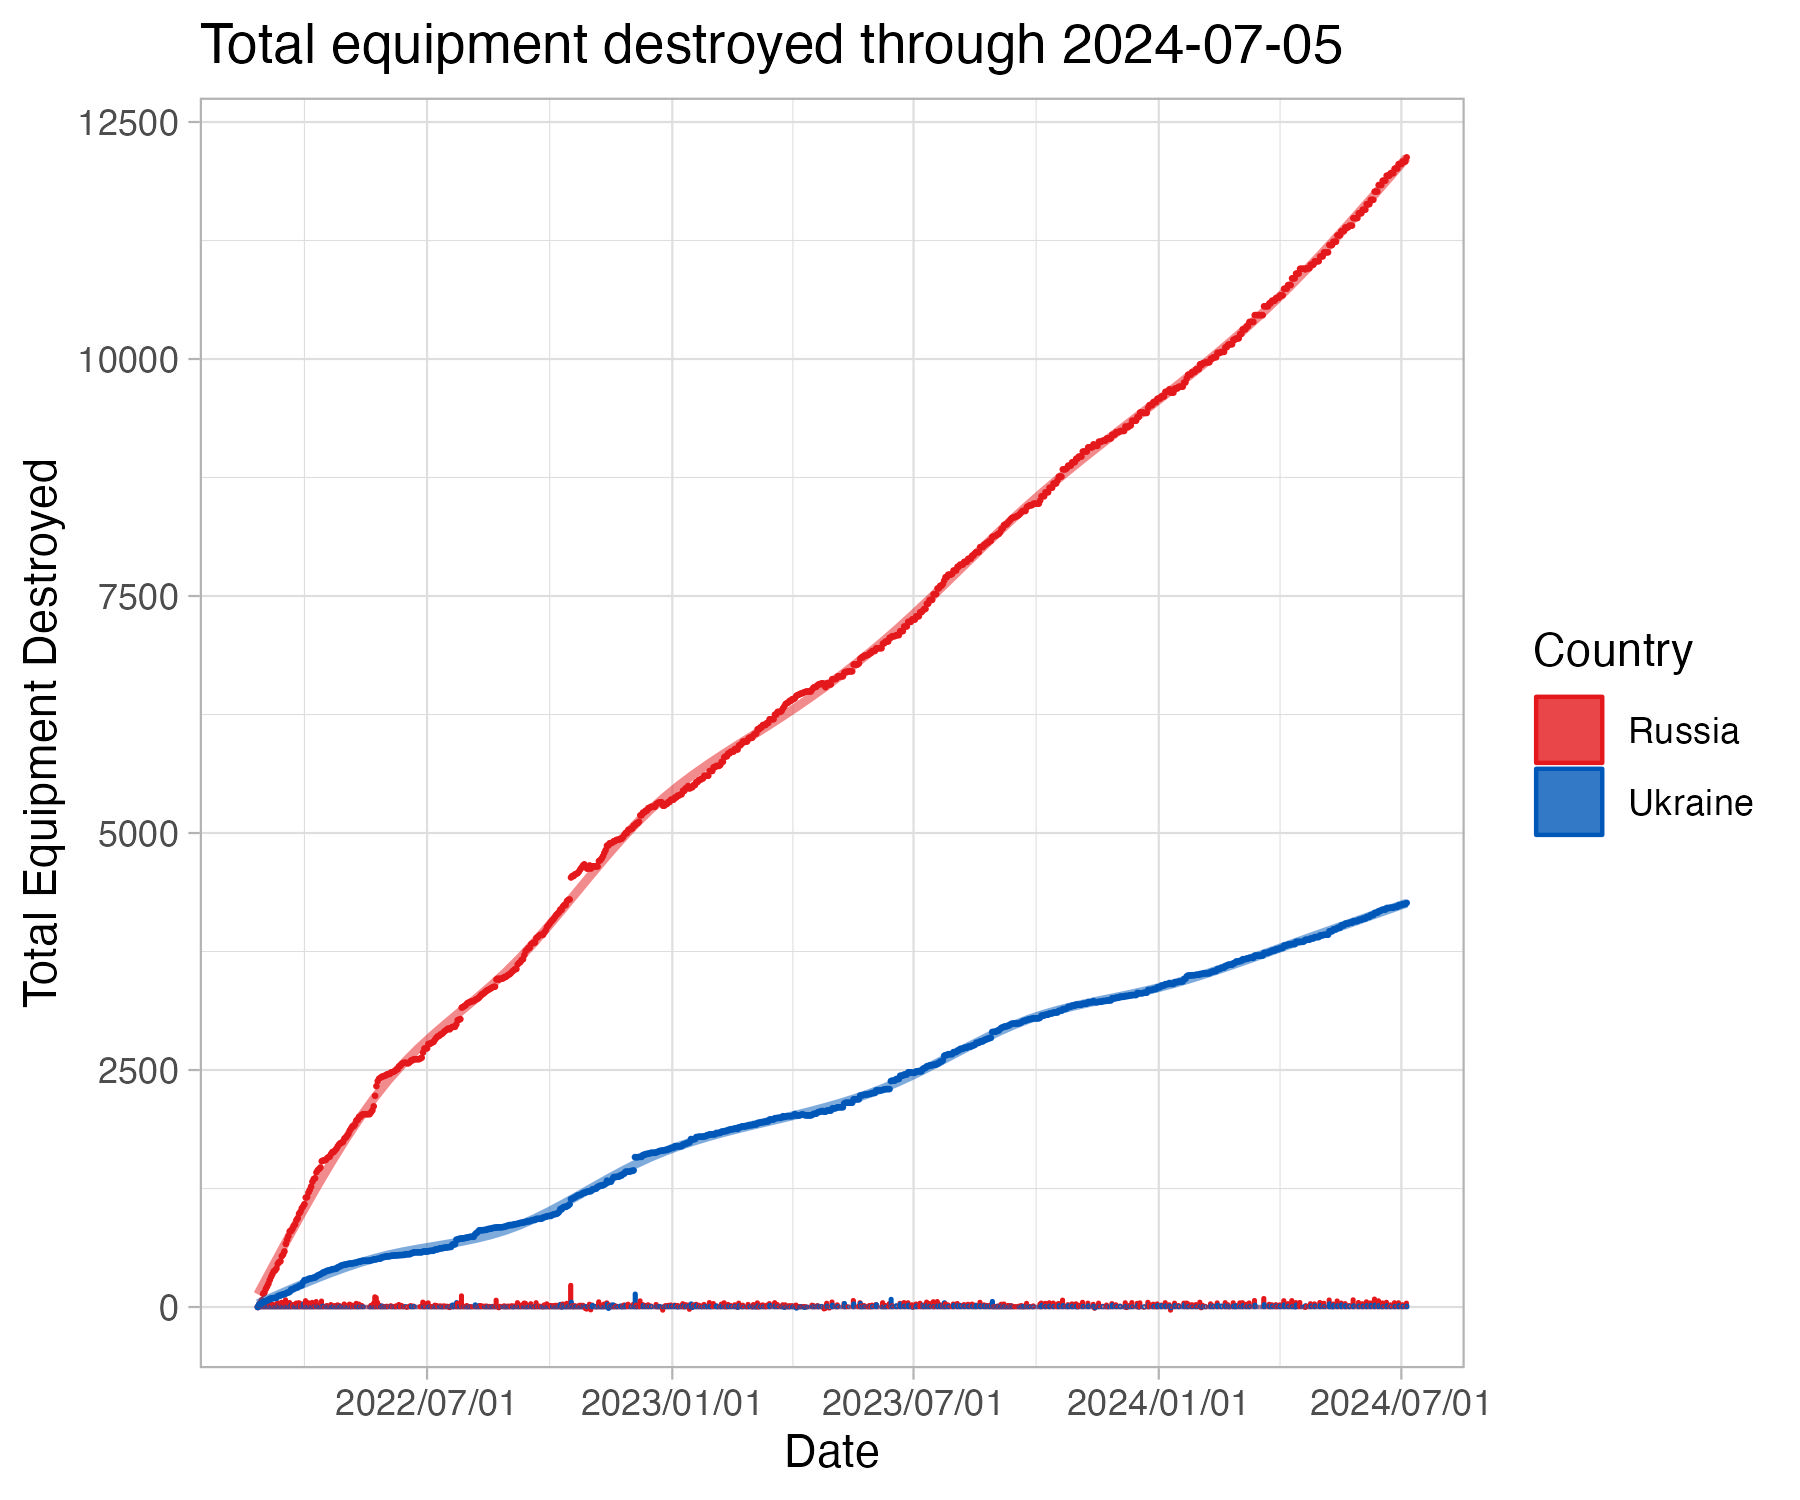 Total equipment destroyed through 2024-07-05
Total Equipment Destroyed
12500
10000
7500
5000
2500
0
2022/07/01
2023/01/01
2023/07/01
2024/01/01
2024/07/01
Date
Country
Russia
Ukraine